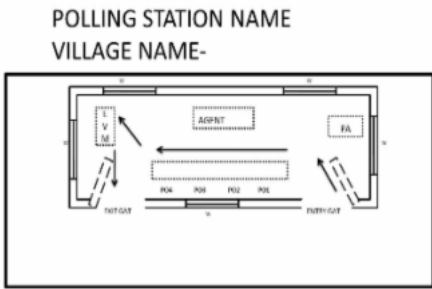 POLLING STATION NAME
VILLAGE NAME-
W
W
E
V
M
AGENT
PA
W
W
PO4 PO3 PO2 PO1
EXIT GAT
W
ENTRY GAT